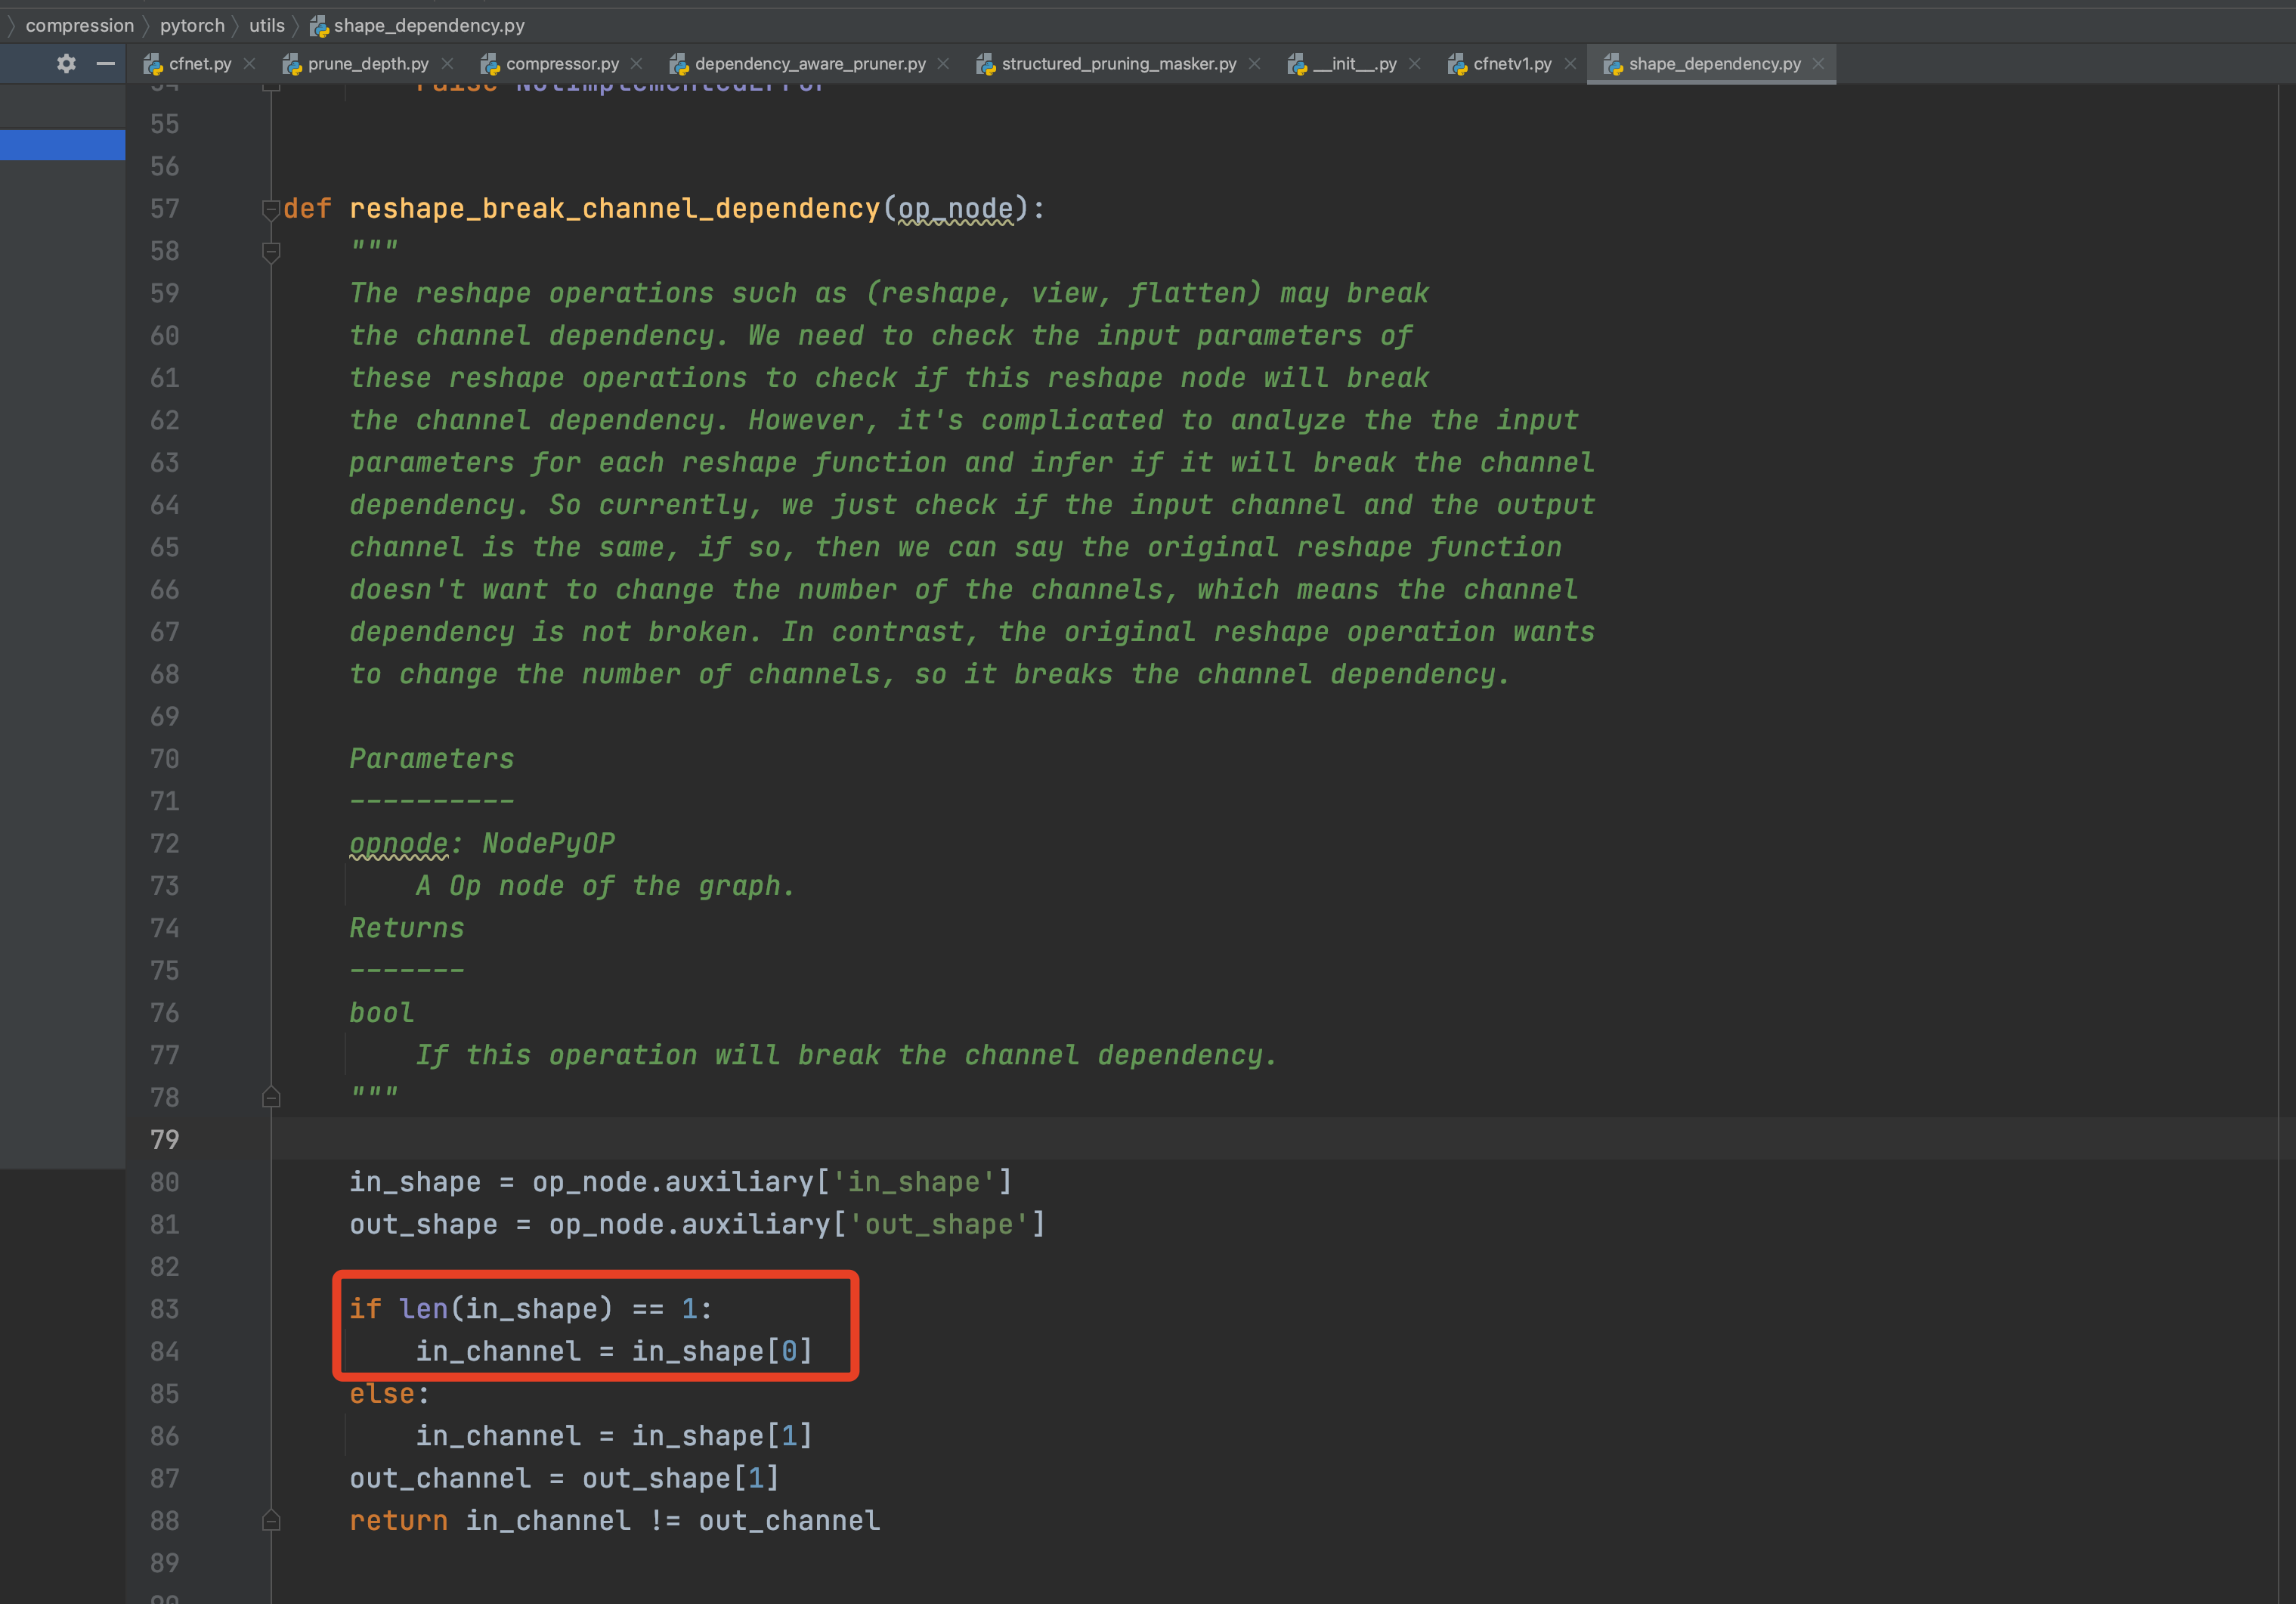 compression pytorch utils shape_dependency.py
cfnet.py prune_depth.py compressor.py dependency_aware_pruner.py structured_pruning_masker.py __init__.py cfnetv1.py shape_dependency.py
54 raise NotImplementedError
55
56
57 def reshape_break_channel_dependency(op_node):
58 """
59 The reshape operations such as (reshape, view, flatten) may break
60 the channel dependency. We need to check the input parameters of
61 these reshape operations to check if this reshape node will break
62 the channel dependency. However, it's complicated to analyze the the input
63 parameters for each reshape function and infer if it will break the channel
64 dependency. So currently, we just check if the input channel and the output
65 channel is the same, if so, then we can say the original reshape function
66 doesn't want to change the number of the channels, which means the channel
67 dependency is not broken. In contrast, the original reshape operation wants
68 to change the number of channels, so it breaks the channel dependency.
69
70 Parameters
71 ----------
72 opnode: NodePyOP
73 A Op node of the graph.
74 Returns
75 -------
76 bool
77 If this operation will break the channel dependency.
78 """
79
80 in_shape = op_node.auxiliary['in_shape']
81 out_shape = op_node.auxiliary['out_shape']
82
83 if len(in_shape) == 1:
84 in_channel = in_shape[0]
85 else:
86 in_channel = in_shape[1]
87 out_channel = out_shape[1]
88 return in_channel != out_channel
89